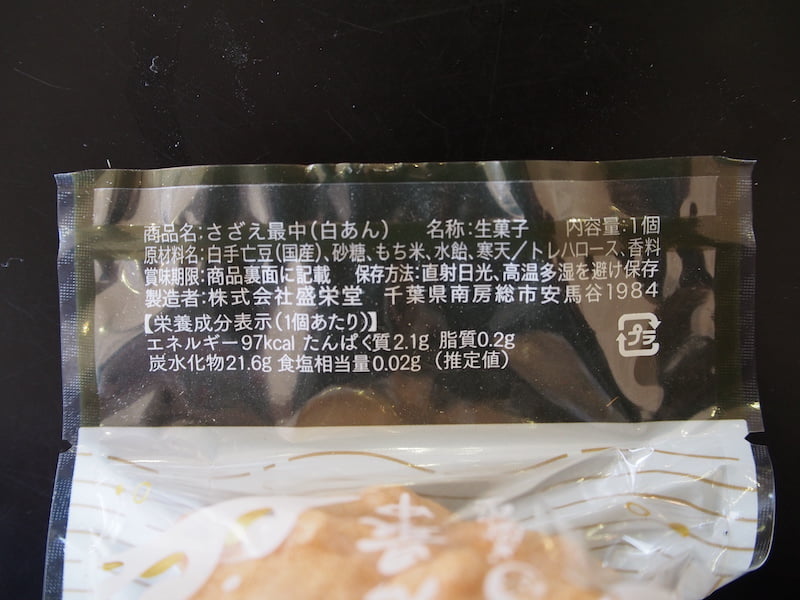 商品名：さざえ最中（白あん）　名称：生菓子　内容量：1個
原材料名：白手亡豆（国産）、砂糖、もち米、水飴、寒天／トレハロース、香料
賞味期限：商品裏面に記載　保存方法：直射日光、高温多湿を避け保存
製造者：株式会社盛栄堂　千葉県南房総市安馬谷1984
【栄養成分表示（1個あたり）】
エネルギー97kcal たんぱく質2.1g 脂質0.2g
炭水化物21.6g 食塩相当量0.02g（推定値）
プラ